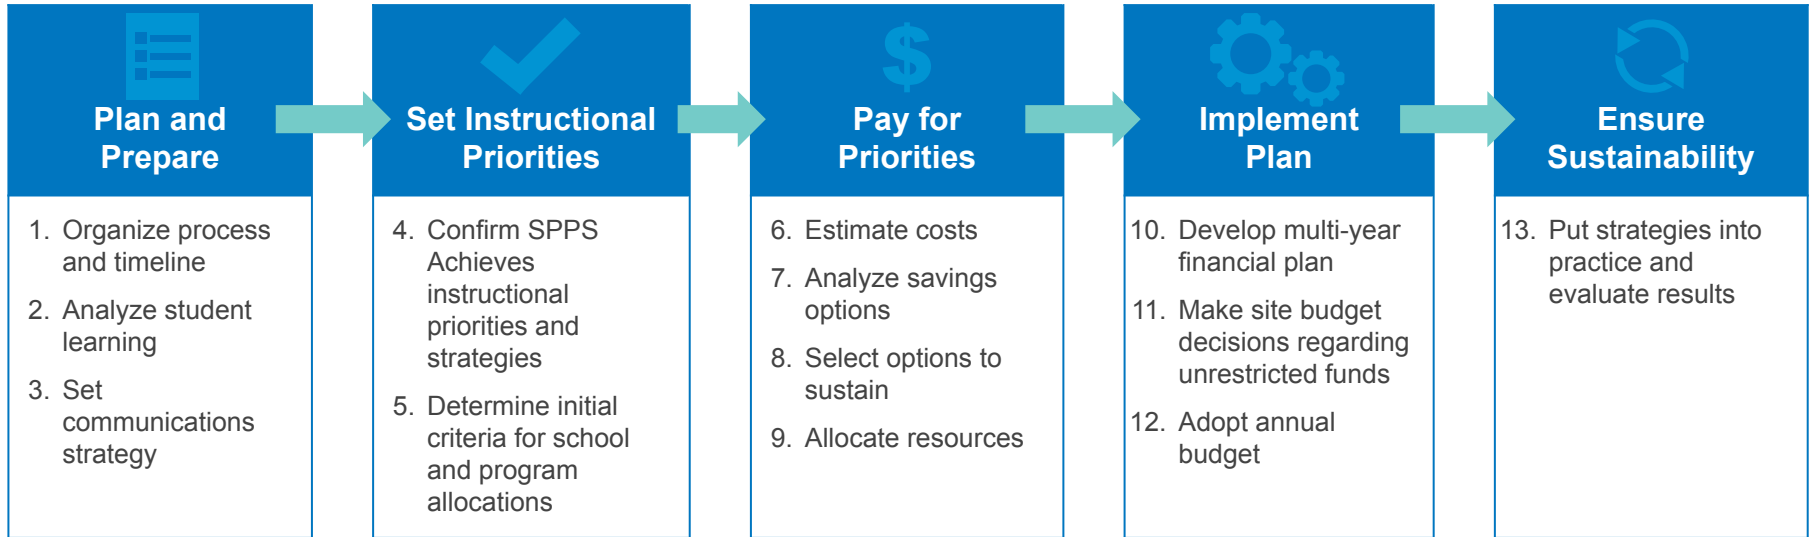 Plan and
Prepare
1. Organize process
and timeline
2. Analyze student
learning
3. Set
communications
strategy
Set Instructional
Priorities
4. Confirm SPPS
Achieves
instructional
priorities and
strategies
5. Determine initial
criteria for school
and program
allocations
$
Pay for
Priorities
6. Estimate costs
7. Analyze savings
options
8. Select options to
sustain
9. Allocate resources
Implement
Plan
10. Develop multi-year
financial plan
11. Make site budget
decisions regarding
unrestricted funds
12. Adopt annual
budget
Ensure
Sustainability
13. Put strategies into
practice and
evaluate results